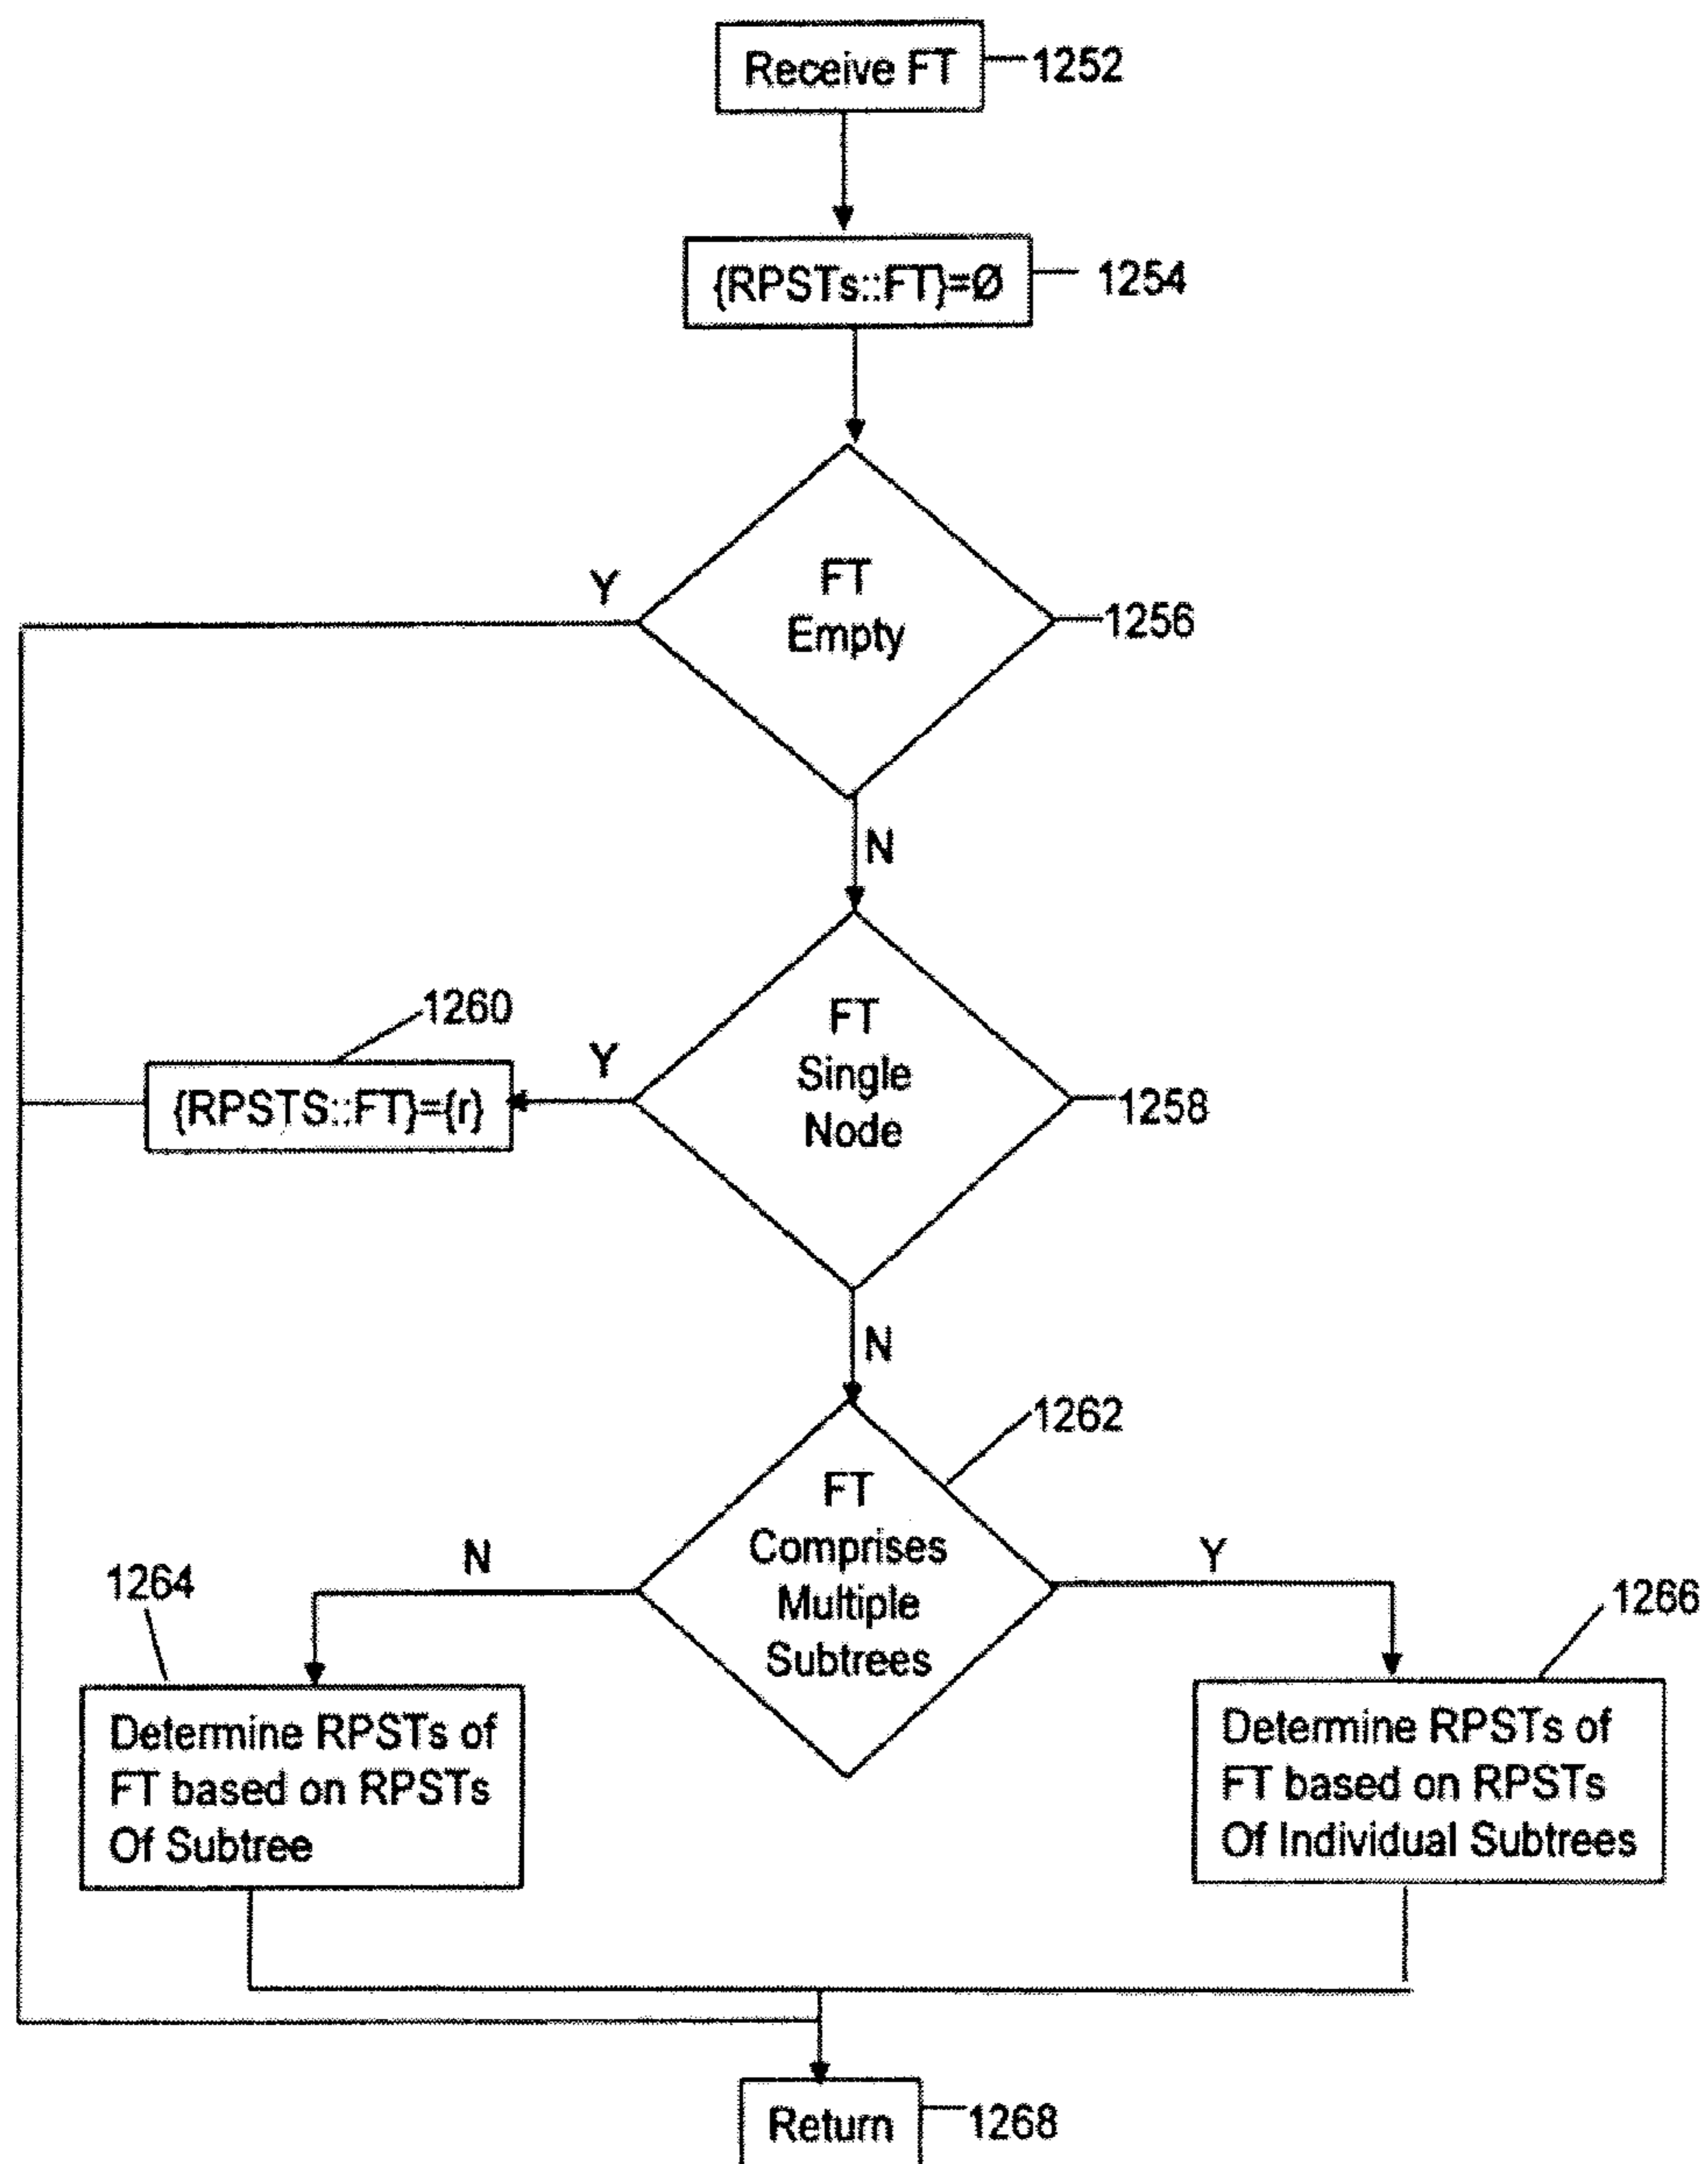 Receive FT
1252
{RPSTs::FT}=Ø
1254
FT
Empty
1256
Y
N
FT
Single
Node
1258
Y
1260
{RPSTS::FT}={r}
N
1262
FT
Comprises
Multiple
Subtrees
N
Y
1264
Determine RPSTs of
FT based on RPSTs
Of Subtree
1266
Determine RPSTs of
FT based on RPSTs
Of Individual Subtrees
Return
1268